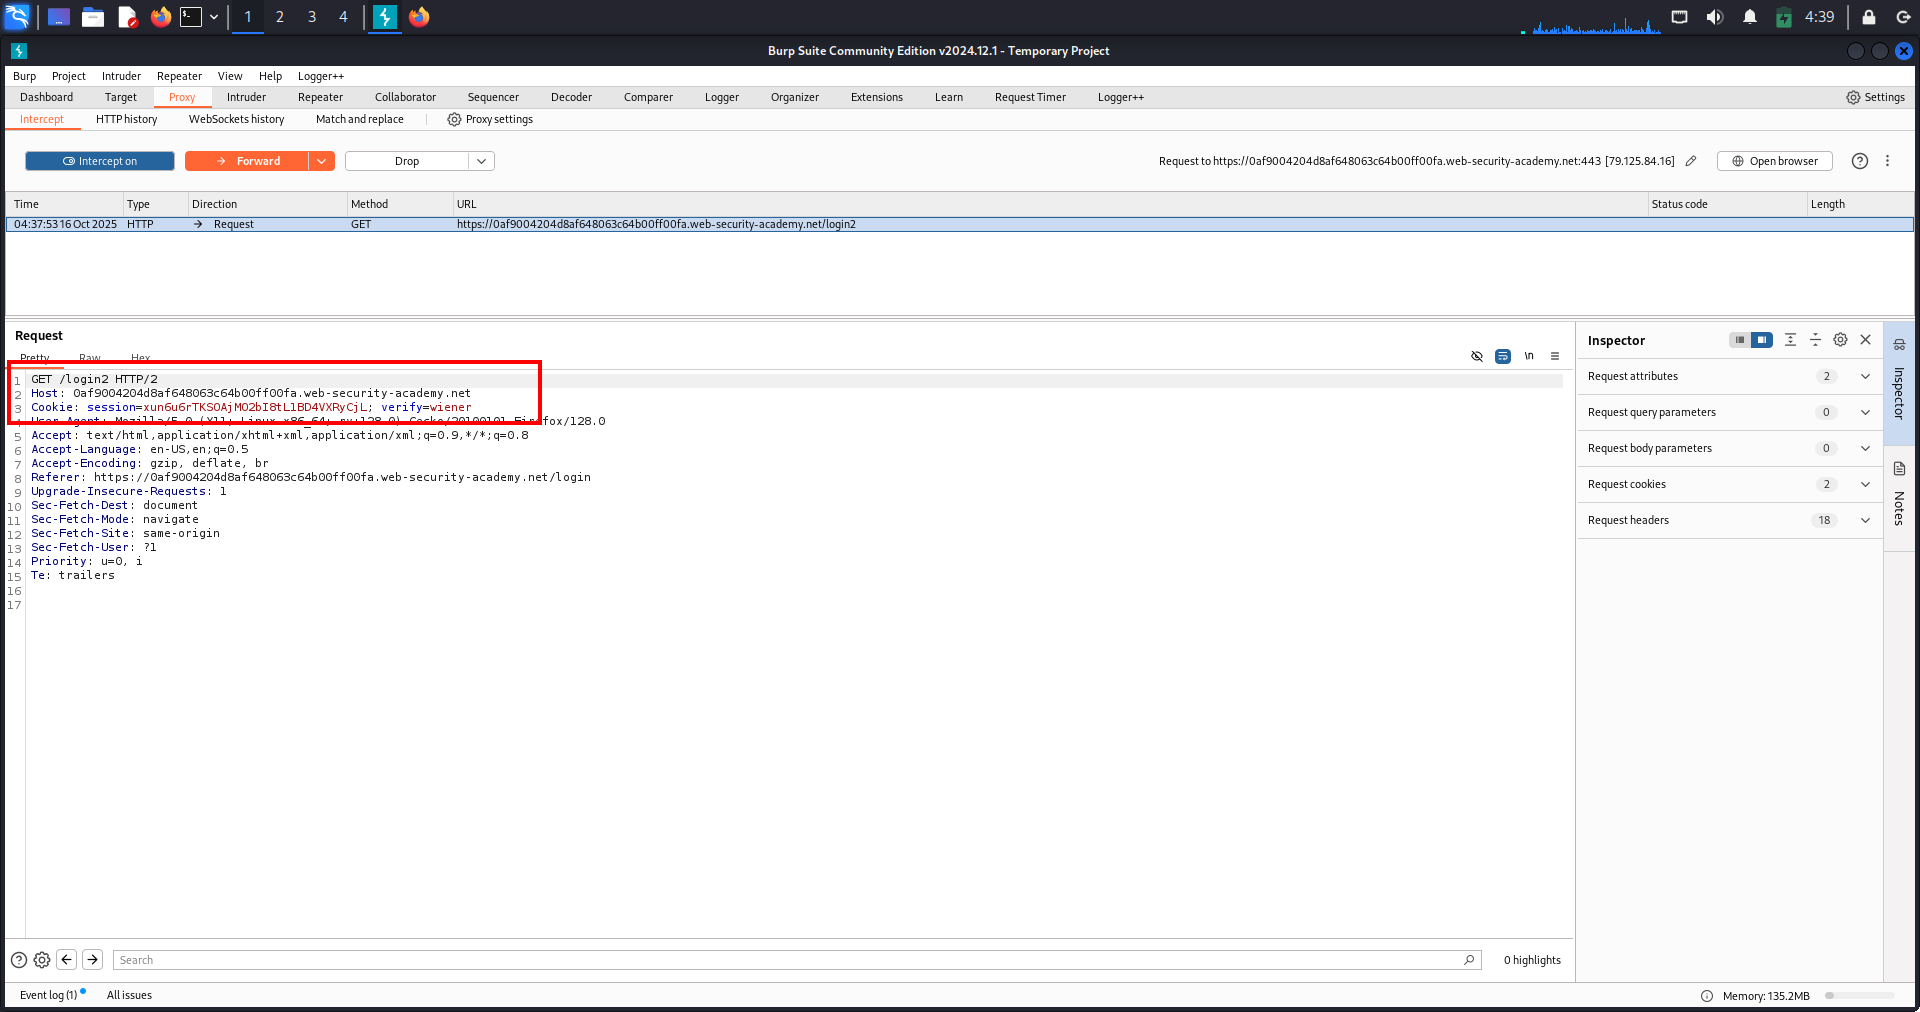 1 2 3 4 4:39
Burp Suite Community Edition v2024.12.1 - Temporary Project
Burp Project Intruder Repeater View Help Logger++
Dashboard Target Proxy Intruder Repeater Collaborator Sequencer Decoder Comparer Logger Organizer Extensions Learn Request Timer Logger++ Settings
Intercept HTTP history WebSockets history Match and replace Proxy settings
Intercept on Forward Drop Request to https://0af9004204d8af648063c64b00ff00fa.web-security-academy.net:443 [79.125.84.16] Open browser
Time Type Direction Method URL Status code Length
04:37:53 16 Oct 2025 HTTP → Request GET https://0af9004204d8af648063c64b00ff00fa.web-security-academy.net/login2
Request
Pretty Raw Hex \n
1 GET /login2 HTTP/2
2 Host: 0af9004204d8af648063c64b00ff00fa.web-security-academy.net
3 Cookie: session=xun6u6rTKSOAjMO2bI8tLlBD4VXRyCjL; verify=wiener
4 User-Agent: Mozilla/5.0 (X11; Linux x86_64; rv:128.0) Gecko/20100101 Firefox/128.0
5 Accept: text/html,application/xhtml+xml,application/xml;q=0.9,*/*;q=0.8
6 Accept-Language: en-US,en;q=0.5
7 Accept-Encoding: gzip, deflate, br
8 Referer: https://0af9004204d8af648063c64b00ff00fa.web-security-academy.net/login
9 Upgrade-Insecure-Requests: 1
10 Sec-Fetch-Dest: document
11 Sec-Fetch-Mode: navigate
12 Sec-Fetch-Site: same-origin
13 Sec-Fetch-User: ?1
14 Priority: u=0, i
15 Te: trailers
16
17
Inspector
Request attributes 2
Request query parameters 0
Request body parameters 0
Request cookies 2
Request headers 18
Inspector
Notes
Search 0 highlights
Event log (1) All issues Memory: 135.2MB